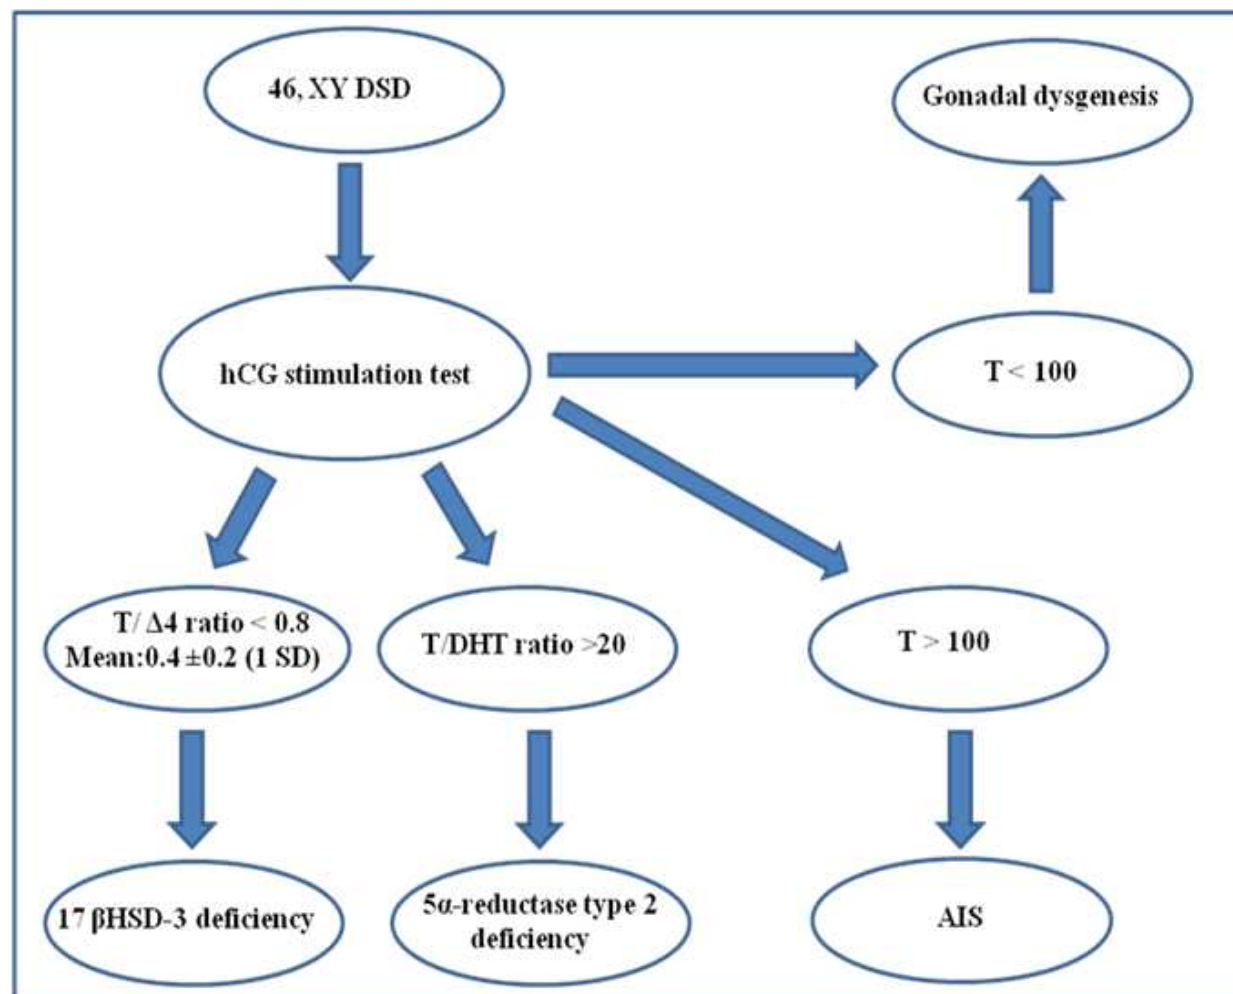 46, XY DSD
Gonadal dysgenesis
hCG stimulation test
T < 100
T/ Δ4 ratio < 0.8
Mean:0.4 ±0.2 (1 SD)
T/DHT ratio >20
T > 100
17 βHSD-3 deficiency
5α-reductase type 2
deficiency
AIS